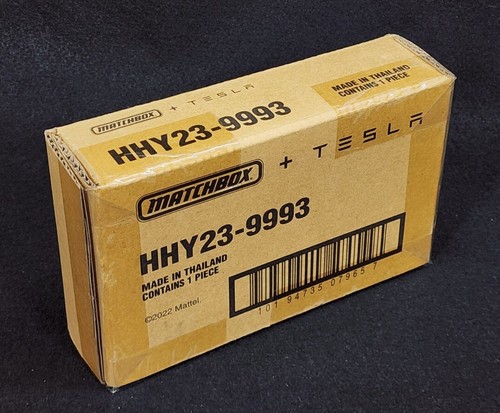 MATCHBOX + TESLA
HHY23-9993
MADE IN THAILAND
CONTAINS 1 PIECE
MATCHBOX + TESLA
HHY23-9993
MADE IN THAILAND
CONTAINS 1 PIECE
©2022 Mattel.
101 94735 07965 7